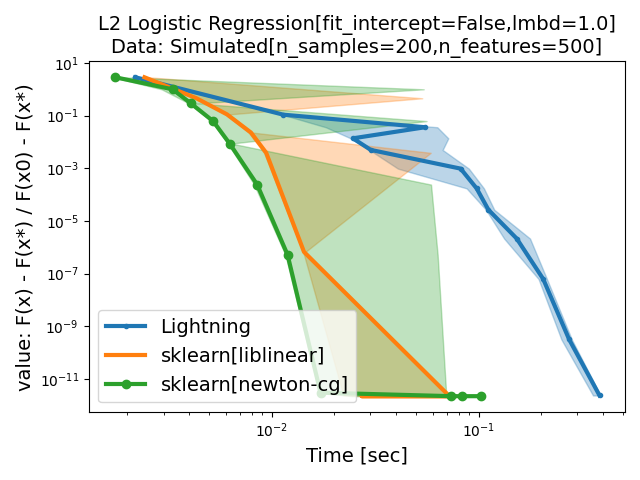 L2 Logistic Regression[fit_intercept=False,lmbd=1.0]
Data: Simulated[n_samples=200,n_features=500]
value: F(x) - F(x*) / F(x0) - F(x*)
10¹
10⁻¹
10⁻³
10⁻⁵
10⁻⁷
10⁻⁹
10⁻¹¹
Lightning
sklearn[liblinear]
sklearn[newton-cg]
10⁻² 10⁻¹
Time [sec]